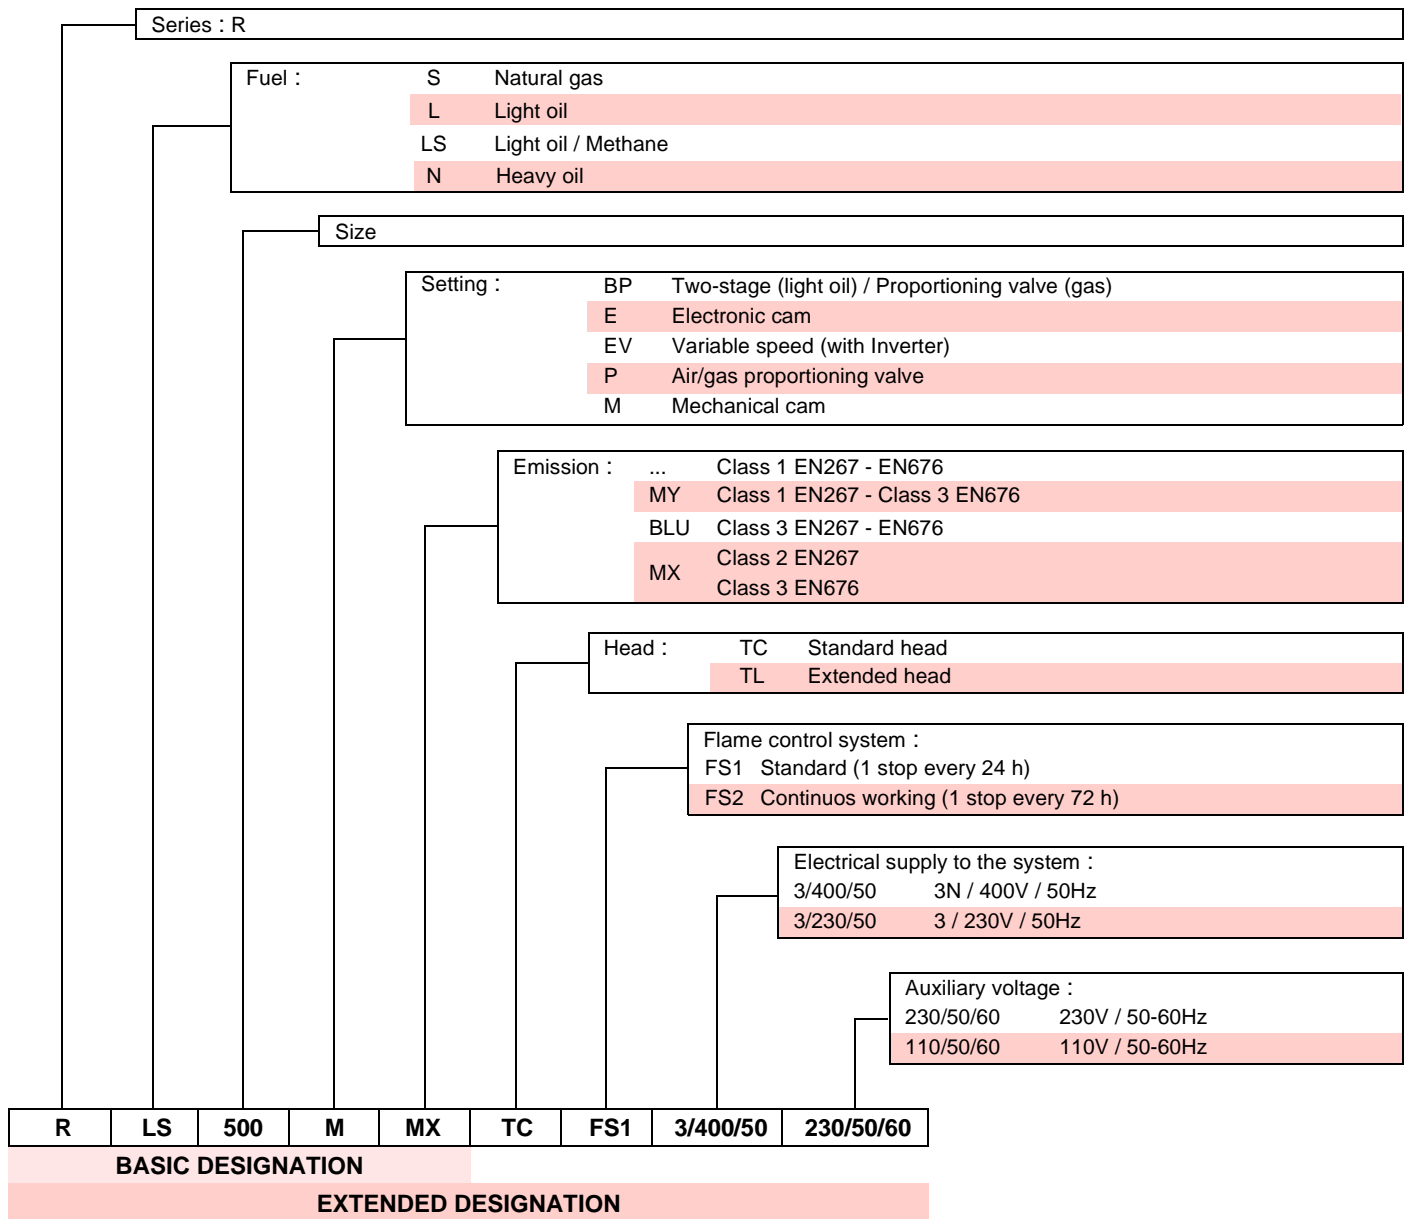 Series : R
Fuel : S Natural gas
L Light oil
LS Light oil / Methane
N Heavy oil
Size
Setting : BP Two-stage (light oil) / Proportioning valve (gas)
E Electronic cam
EV Variable speed (with Inverter)
P Air/gas proportioning valve
M Mechanical cam
Emission : ... Class 1 EN267 - EN676
MY Class 1 EN267 - Class 3 EN676
BLU Class 3 EN267 - EN676
MX Class 2 EN267
Class 3 EN676
Head : TC Standard head
TL Extended head
Flame control system :
FS1 Standard (1 stop every 24 h)
FS2 Continuos working (1 stop every 72 h)
Electrical supply to the system :
3/400/50 3N / 400V / 50Hz
3/230/50 3 / 230V / 50Hz
Auxiliary voltage :
230/50/60 230V / 50-60Hz
110/50/60 110V / 50-60Hz
R LS 500 M MX TC FS1 3/400/50 230/50/60
BASIC DESIGNATION
EXTENDED DESIGNATION